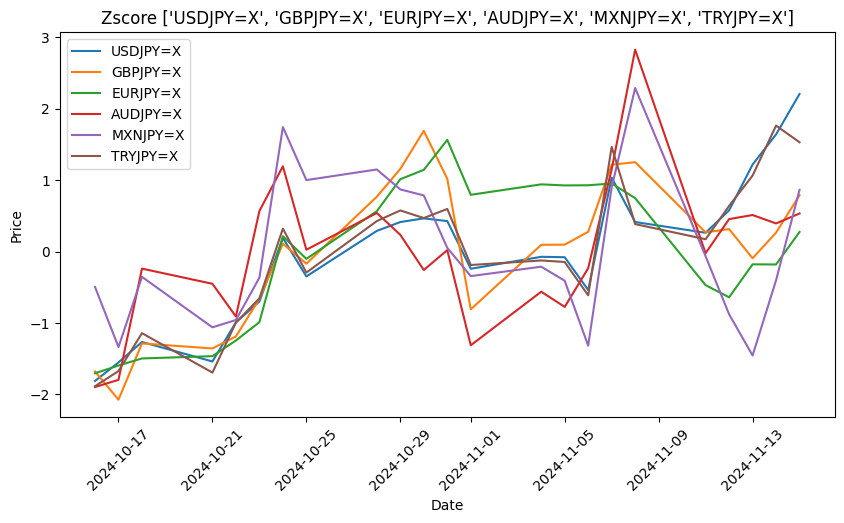 Zscore ['USDJPY=X', 'GBPJPY=X', 'EURJPY=X', 'AUDJPY=X', 'MXNJPY=X', 'TRYJPY=X']
USDJPY=X
GBPJPY=X
EURJPY=X
AUDJPY=X
MXNJPY=X
TRYJPY=X
Price
3
2
1
0
−1
−2
2024-10-17
2024-10-21
2024-10-25
2024-10-29
2024-11-01
2024-11-05
2024-11-09
2024-11-13
Date